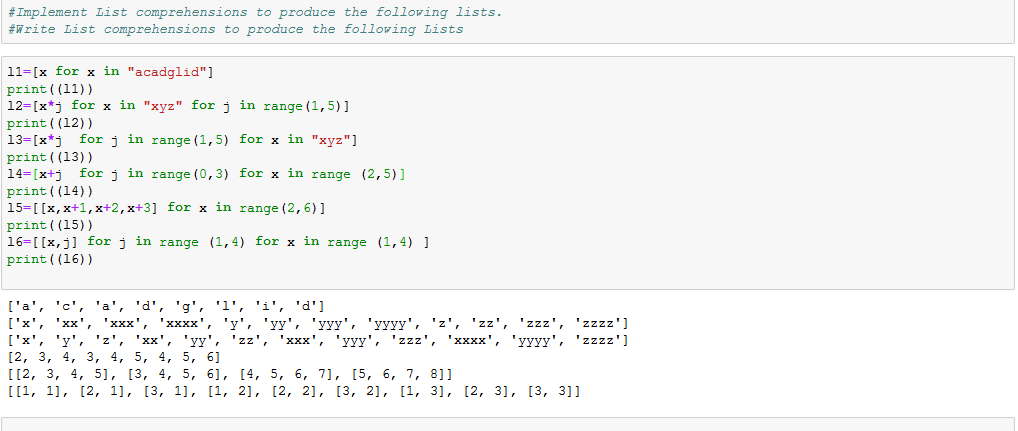 #Implement List comprehensions to produce the following lists.
#Write List comprehensions to produce the following Lists
l1=[x for x in "acadglid"]
print((l1))
l2=[x*j for x in "xyz" for j in range(1,5)]
print((l2))
l3=[x*j  for j in range(1,5) for x in "xyz"]
print((l3))
l4=[x+j  for j in range(0,3) for x in range (2,5)]
print((l4))
l5=[[x,x+1,x+2,x+3] for x in range(2,6)]
print((l5))
l6=[[x,j] for j in range (1,4) for x in range (1,4) ]
print((l6))
['a', 'c', 'a', 'd', 'g', 'l', 'i', 'd']
['x', 'xx', 'xxx', 'xxxx', 'y', 'yy', 'yyy', 'yyyy', 'z', 'zz', 'zzz', 'zzzz']
['x', 'y', 'z', 'xx', 'yy', 'zz', 'xxx', 'yyy', 'zzz', 'xxxx', 'yyyy', 'zzzz']
[2, 3, 4, 3, 4, 5, 4, 5, 6]
[[2, 3, 4, 5], [3, 4, 5, 6], [4, 5, 6, 7], [5, 6, 7, 8]]
[[1, 1], [2, 1], [3, 1], [1, 2], [2, 2], [3, 2], [1, 3], [2, 3], [3, 3]]